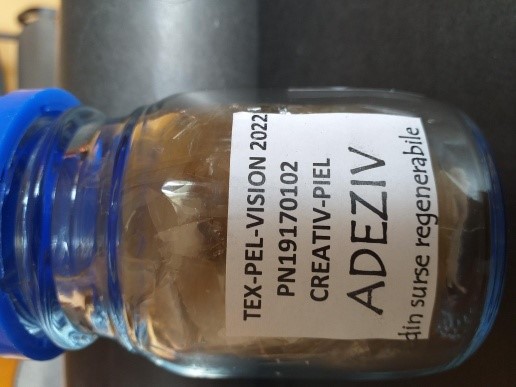 TEX-PEL-VISION 2022
PN19170102
CREATIV-PIEL
ADEZIV
din surse regenerabile